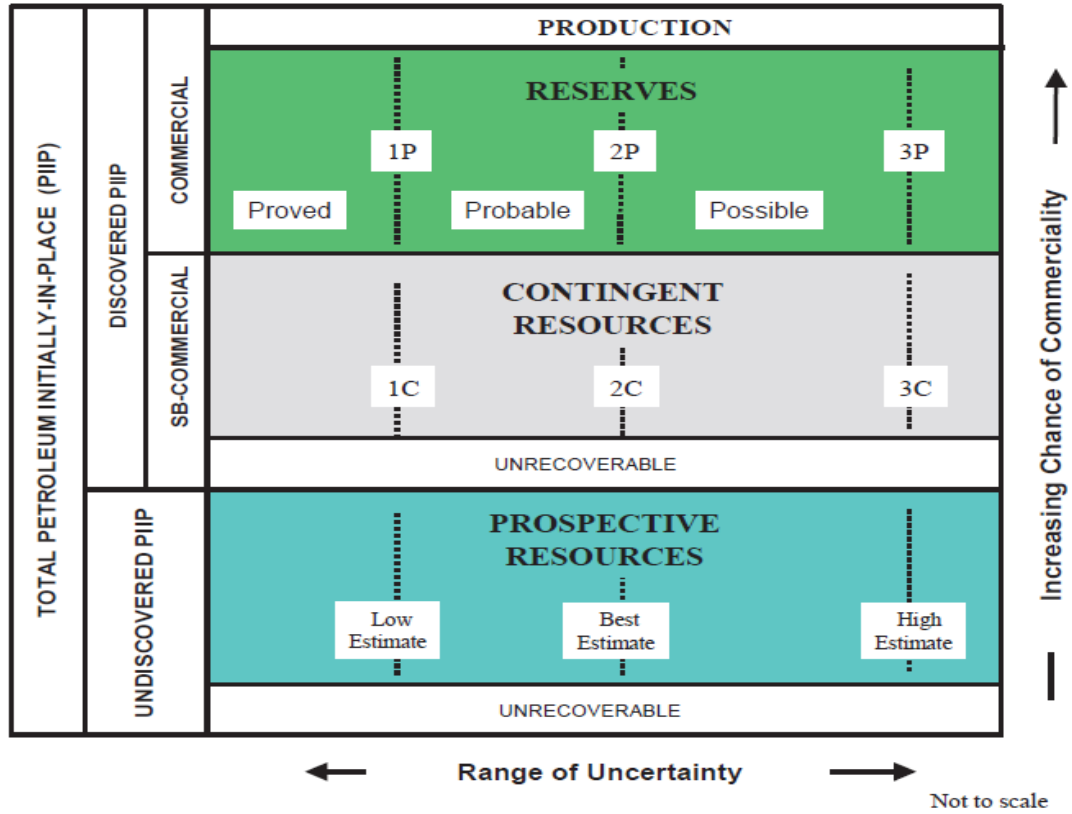 TOTAL PETROLEUM INITIALLY-IN-PLACE (PIIP)
DISCOVERED PIIP
COMMERCIAL
PRODUCTION
RESERVES
1P
2P
3P
Proved
Probable
Possible
SB-COMMERCIAL
CONTINGENT
RESOURCES
1C
2C
3C
UNRECOVERABLE
UNDISCOVERED PIIP
PROSPECTIVE
RESOURCES
Low
Estimate
Best
Estimate
High
Estimate
UNRECOVERABLE
Increasing Chance of Commerciality
Range of Uncertainty
Not to scale